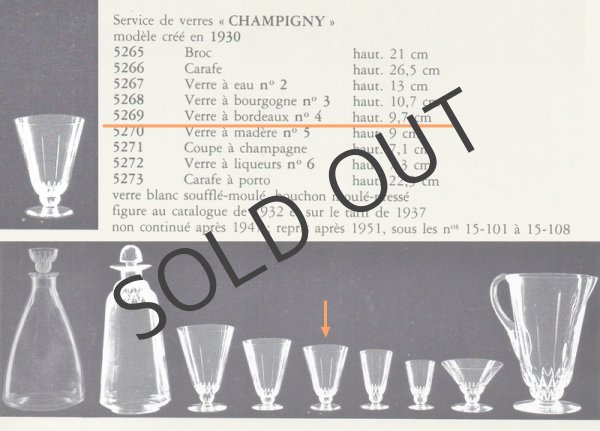 Service de verres « CHAMPIGNY »
modèle créé en 1930
5265 Broc haut. 21 cm
5266 Carafe haut. 26,5 cm
5267 Verre à eau nº 2 haut. 13 cm
5268 Verre à bourgogne nº 3 haut. 10,7 cm
5269 Verre à bordeaux nº 4 haut. 9,7 cm
5270 Verre à madère nº 5 haut. 9 cm
5271 Coupe à champagne haut. 7,1 cm
5272 Verre à liqueurs nº 6 3 cm
5273 Carafe à porto haut. 22,5 cm
verre blanc soufflé-moulé, bouchon moulé-pressé
figure au catalogue de 1932 et sur le tarif de 1937
non continué après 1947; repris après 1951, sous les nºs 15-101 à 15-108
SOLD OUT